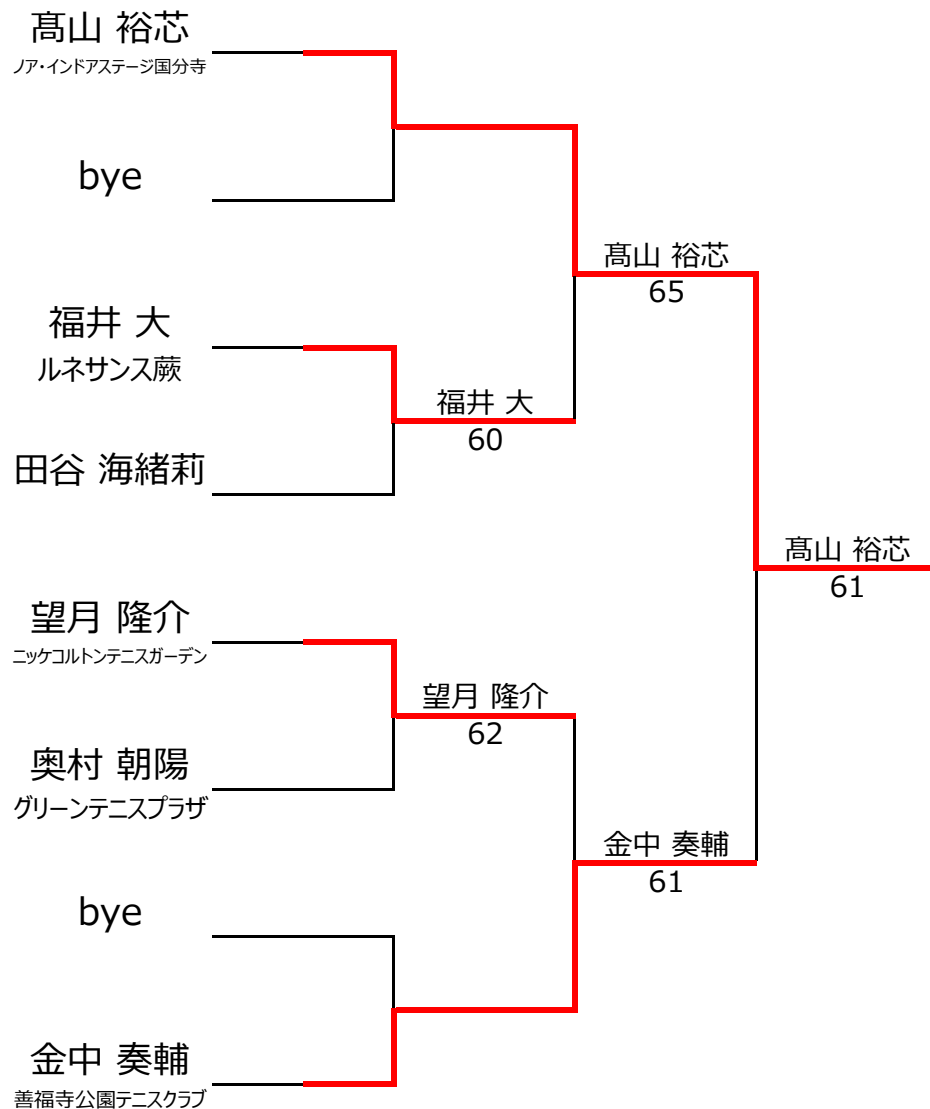 髙山 裕芯
ノア・インドアステージ国分寺
bye
髙山 裕芯
65
福井 大
ルネサンス蕨
福井 大
60
田谷 海緒莉
髙山 裕芯
61
望月 隆介
ニッケコルトンテニスガーデン
望月 隆介
62
奥村 朝陽
グリーンテニスプラザ
金中 奏輔
61
bye
金中 奏輔
善福寺公園テニスクラブ